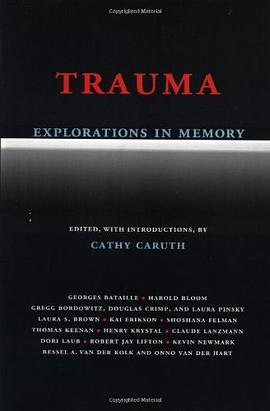 TRAUMA
EXPLORATIONS IN MEMORY
EDITED, WITH INTRODUCTIONS, BY
CATHY CARUTH
GEORGES BATAILLE • HAROLD BLOOM
GREGG BORDOWITZ, DOUGLAS CRIMP, AND LAURA PINSKY
LAURA S. BROWN • KAI ERIKSON • SHOSHANA FELMAN
THOMAS KEENAN • HENRY KRYSTAL • CLAUDE LANZMANN
DORI LAUB • ROBERT JAY LIFTON • KEVIN NEWMARK
BESSEL A. VAN DER KOLK AND ONNO VAN DER HART